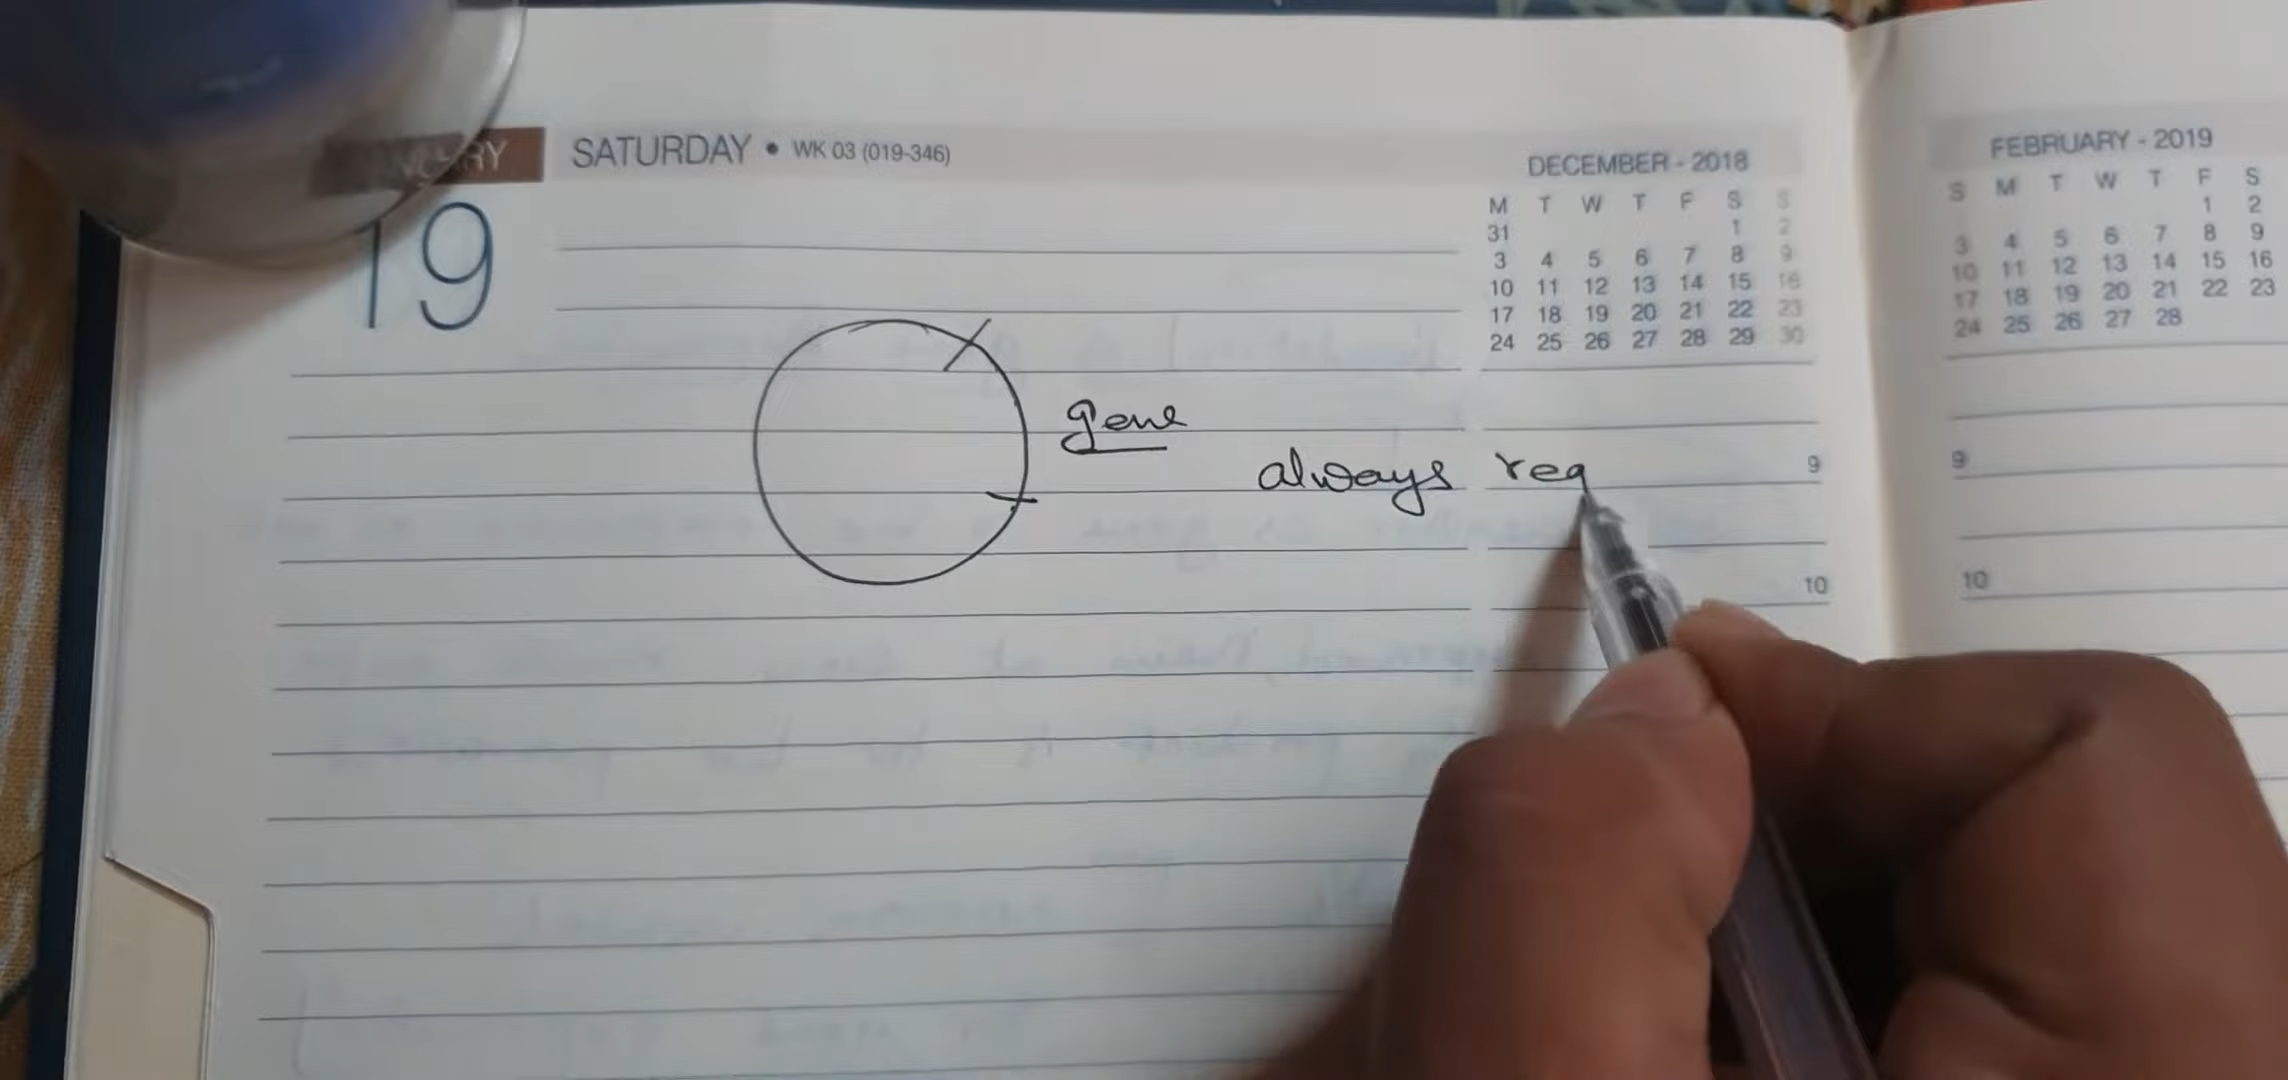 SATURDAY • WK 03 (019-346)
19
DECEMBER - 2018
M T W T F S S
31 1 2
3 4 5 6 7 8 9
10 11 12 13 14 15 16
17 18 19 20 21 22 23
24 25 26 27 28 29 30
gene
always req
9
10
FEBRUARY - 2019
S M T W T F S
1 2
3 4 5 6 7 8 9
10 11 12 13 14 15 16
17 18 19 20 21 22 23
24 25 26 27 28
9
10